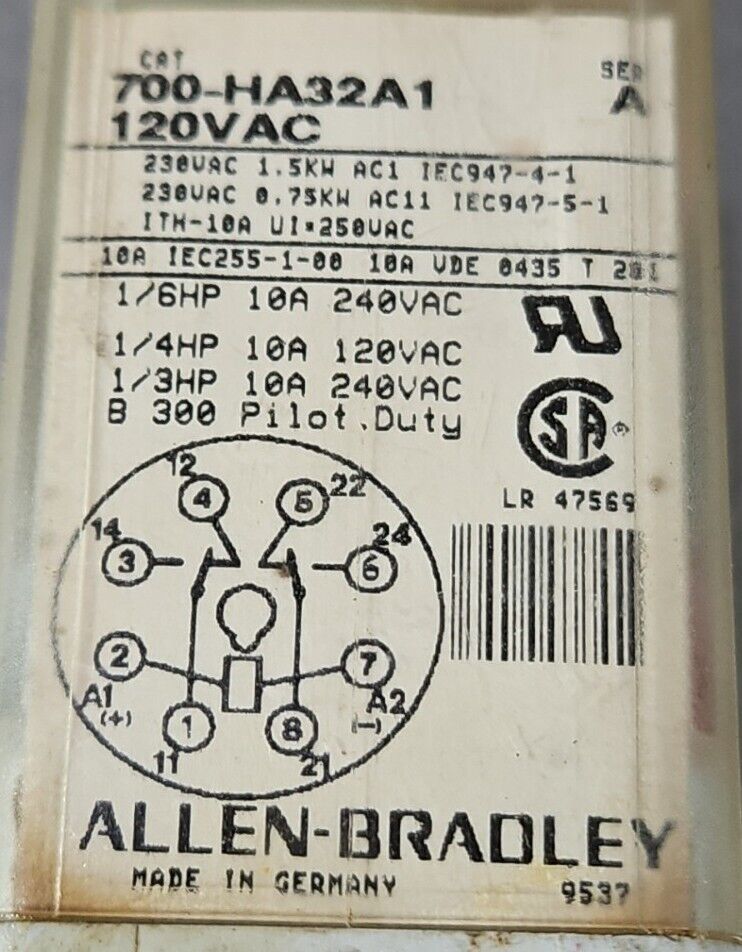 CAT
SER
700-HA32A1
A
120VAC
230VAC 1.5KW AC1 IEC947-4-1
230VAC 0.75KW AC11 IEC947-5-1
ITH-10A UI=250VAC
10A IEC255-1-00 10A VDE 0435 T 201
1/6HP 10A 240VAC
1/4HP 10A 120VAC
1/3HP 10A 240VAC
B 300 Pilot.Duty
RU
SA ®
LR 47569
12
4
5
22
14
3
6
24
2
7
A1
(+)
A2
(-)
1
8
11
21
ALLEN-BRADLEY
MADE IN GERMANY
9537